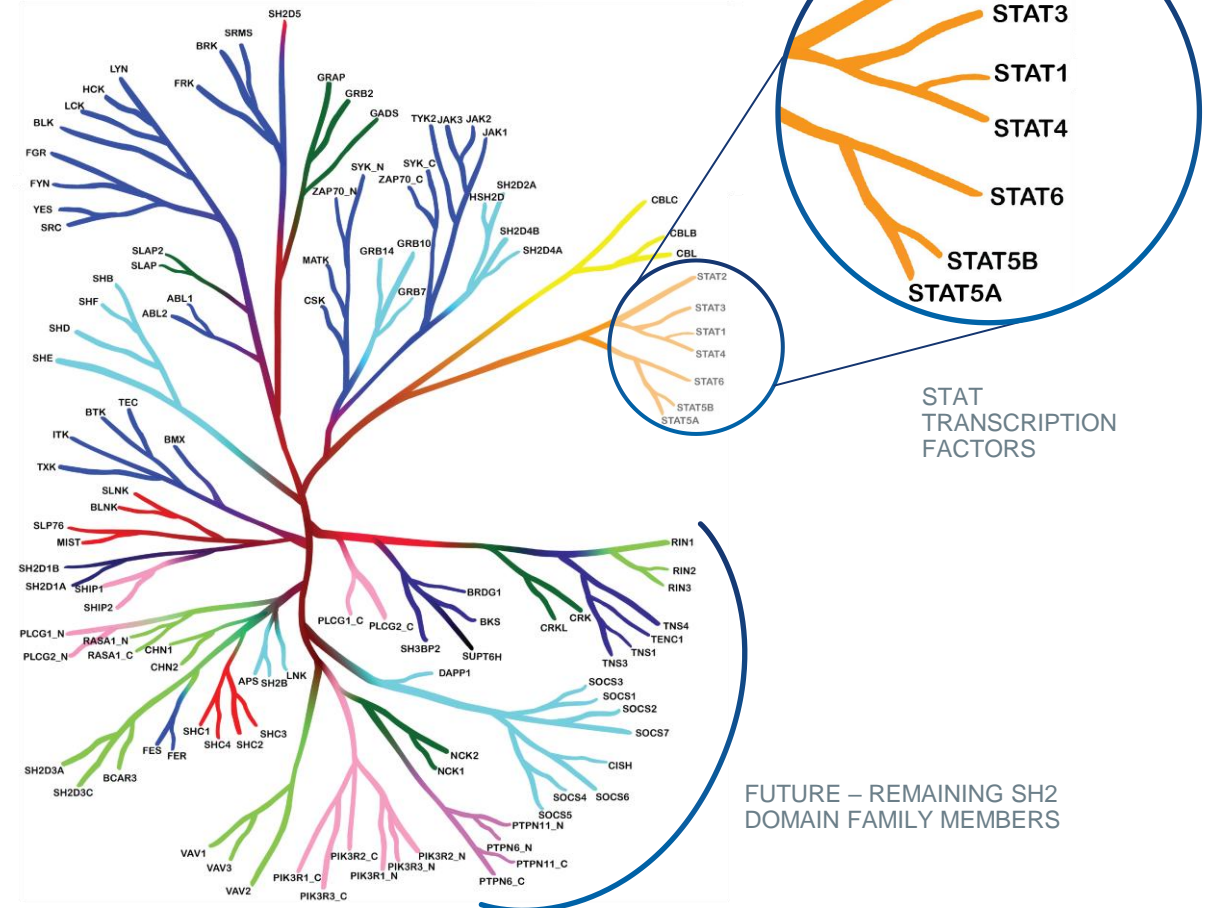 SH2D5
SRMS
BRK
FRK
LYN
HCK
LCK
BLK
FGR
FYN
YES
SRC
GRAP
GRB2
GADS
TYK2
JAK3
JAK2
JAK1
SYK_N
ZAP70_N
SYK_C
ZAP70_C
SH2D2A
HSH2D
SH2D4B
SH2D4A
GRB10
GRB14
GRB7
MATK
CSK
SLAP2
SLAP
ABL1
ABL2
SHB
SHF
SHD
SHE
CBLC
CBLB
CBL
STAT2
STAT3
STAT1
STAT4
STAT6
STAT5B
STAT5A
STAT3
STAT1
STAT4
STAT6
STAT5B
STAT5A
STAT
TRANSCRIPTION
FACTORS
TEC
BTK
ITK
BMX
TXK
SLNK
BLNK
SLP76
MIST
SH2D1B
SH2D1A
SHIP1
SHIP2
PLCG1_N
PLCG2_N
RASA1_N
RASA1_C
CHN1
CHN2
APS
SH2B
LNK
SHC1
SHC4
SHC2
SHC3
FES
FER
BCAR3
SH2D3A
SH2D3C
VAV1
VAV3
VAV2
PLCG1_C
PLCG2_C
BRDG1
BKS
SUPT6H
SH3BP2
CRKL
CRK
RIN1
RIN2
RIN3
TNS4
TENC1
TNS1
TNS3
DAPP1
SOCS3
SOCS1
SOCS2
SOCS7
CISH
SOCS6
SOCS4
SOCS5
NCK2
NCK1
PTPN11_N
PTPN6_N
PTPN11_C
PTPN6_C
PIK3R2_C
PIK3R2_N
PIK3R3_N
PIK3R1_N
PIK3R1_C
PIK3R3_C
FUTURE – REMAINING SH2
DOMAIN FAMILY MEMBERS